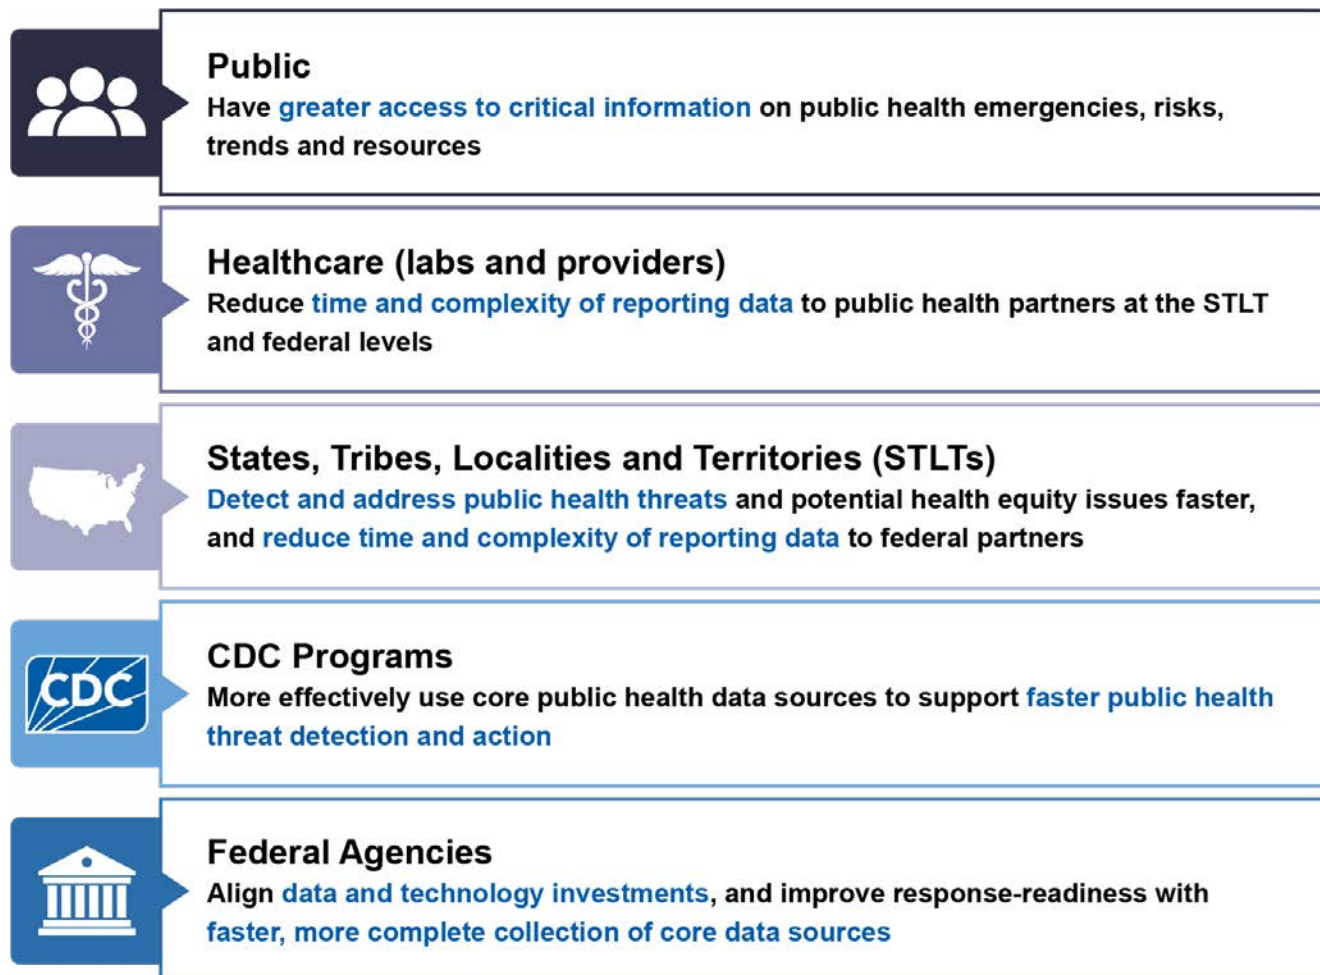 Public
Have greater access to critical information on public health emergencies, risks,
trends and resources
Healthcare (labs and providers)
Reduce time and complexity of reporting data to public health partners at the STLT
and federal levels
States, Tribes, Localities and Territories (STLTs)
Detect and address public health threats and potential health equity issues faster,
and reduce time and complexity of reporting data to federal partners
CDC
CDC Programs
More effectively use core public health data sources to support faster public health
threat detection and action
Federal Agencies
Align data and technology investments, and improve response-readiness with
faster, more complete collection of core data sources